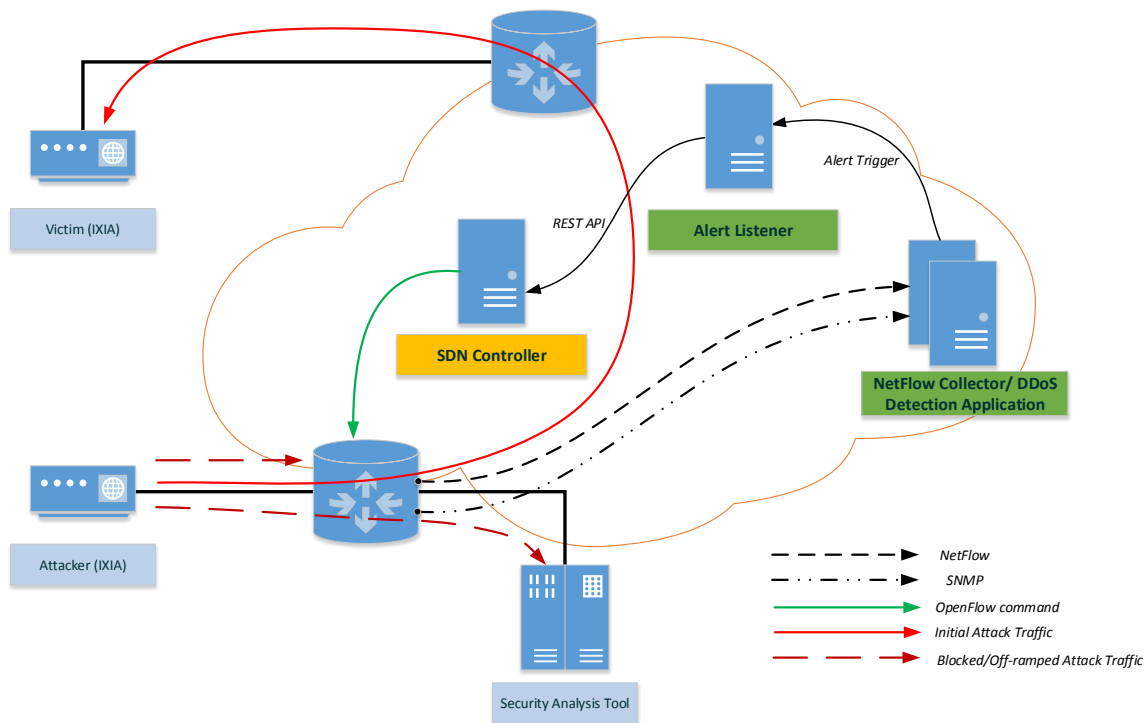 Alert Trigger
Victim (IXIA)
REST API
Alert Listener
SDN Controller
NetFlow Collector/ DDoS
Detection Application
Attacker (IXIA)
NetFlow
SNMP
OpenFlow command
Initial Attack Traffic
Blocked/Off-ramped Attack Traffic
Security Analysis Tool